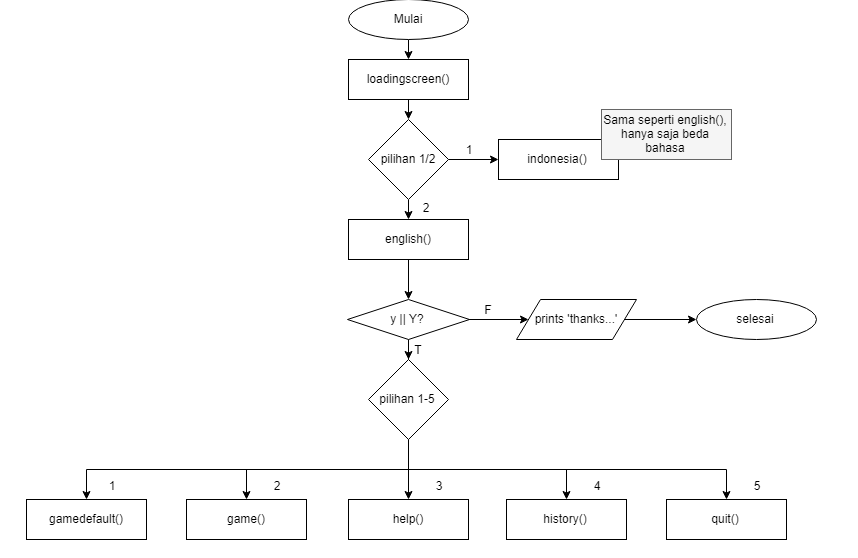 Mulai
loadingscreen()
pilihan 1/2
1
indonesia()
Sama seperti english(),
hanya saja beda
bahasa
2
english()
y || Y?
F
prints 'thanks...'
selesai
T
pilihan 1-5
1
2
3
4
5
gamedefault()
game()
help()
history()
quit()